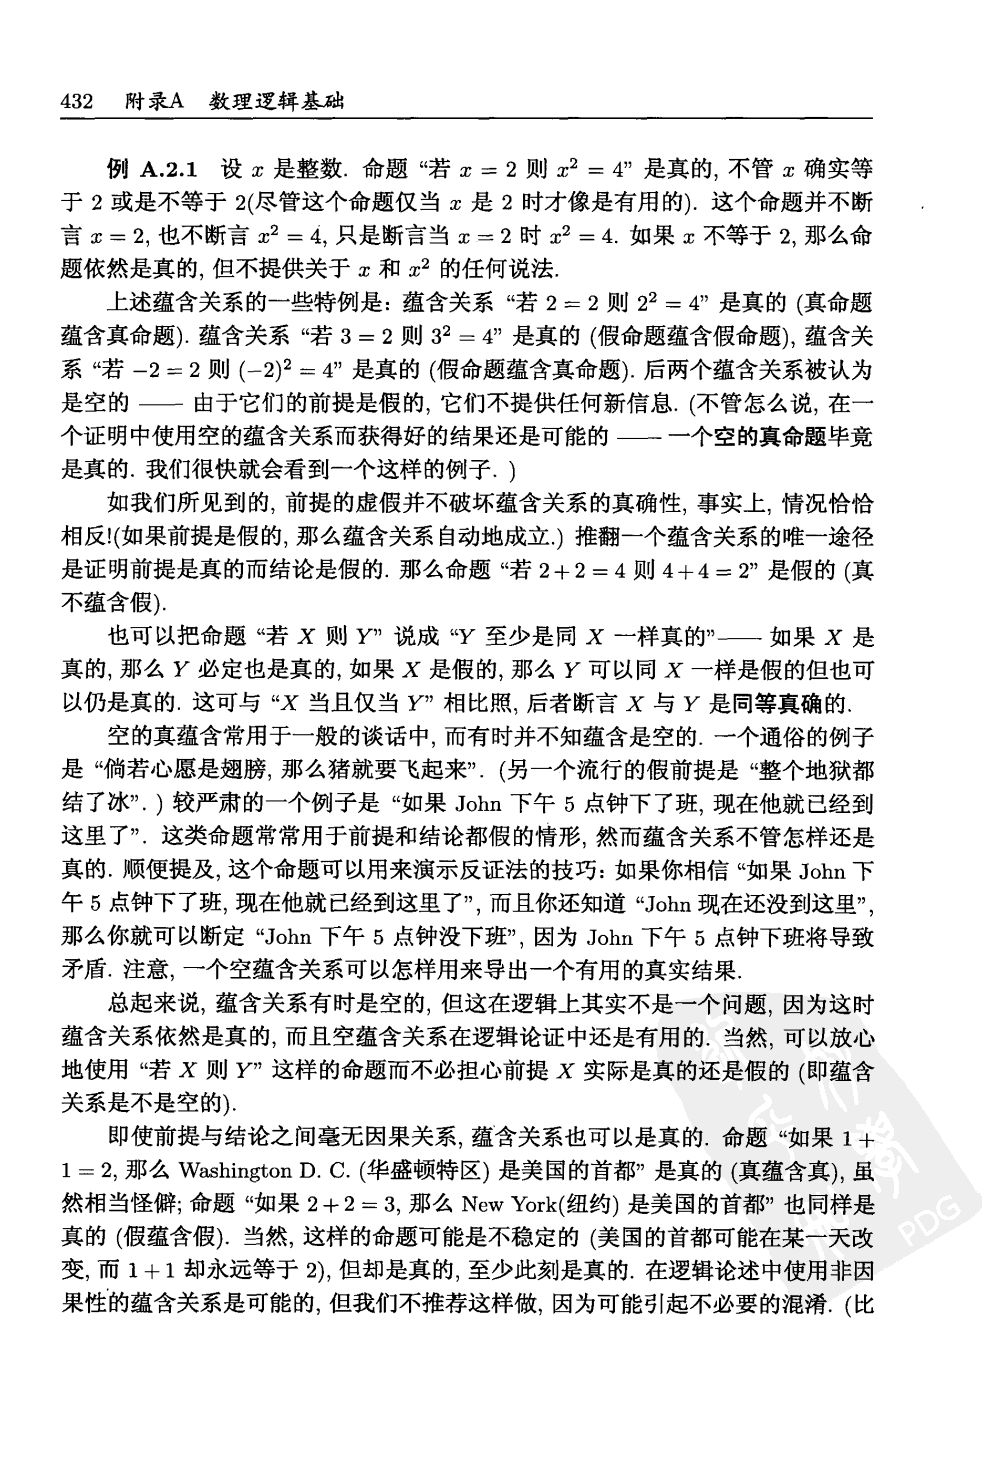 432 附录A 数理逻辑基础
例 A.2.1 设 x 是整数. 命题 “若 x = 2 则 x² = 4” 是真的, 不管 x 确实等
于 2 或是不等于 2(尽管这个命题仅当 x 是 2 时才像是有用的). 这个命题并不断
言 x = 2, 也不断言 x² = 4, 只是断言当 x = 2 时 x² = 4. 如果 x 不等于 2, 那么命
题依然是真的, 但不提供关于 x 和 x² 的任何说法.
上述蕴含关系的一些特例是: 蕴含关系 “若 2 = 2 则 2² = 4” 是真的 (真命题
蕴含真命题). 蕴含关系 “若 3 = 2 则 3² = 4” 是真的 (假命题蕴含假命题), 蕴含关
系 “若 −2 = 2 则 (−2)² = 4” 是真的 (假命题蕴含真命题). 后两个蕴含关系被认为
是空的 —— 由于它们的前提是假的, 它们不提供任何新信息. (不管怎么说, 在一
个证明中使用空的蕴含关系而获得好的结果还是可能的 —— 一个空的真命题毕竟
是真的. 我们很快就会看到一个这样的例子. )
如我们所见到的, 前提的虚假并不破坏蕴含关系的真确性, 事实上, 情况恰恰
相反!(如果前提是假的, 那么蕴含关系自动地成立.) 推翻一个蕴含关系的唯一途径
是证明前提是真的而结论是假的. 那么命题 “若 2 + 2 = 4 则 4 + 4 = 2” 是假的 (真
不蕴含假).
也可以把命题 “若 X 则 Y” 说成 “Y 至少是同 X 一样真的”—— 如果 X 是
真的, 那么 Y 必定也是真的, 如果 X 是假的, 那么 Y 可以同 X 一样是假的但也可
以仍是真的. 这可与 “X 当且仅当 Y” 相比照, 后者断言 X 与 Y 是同等真确的.
空的真蕴含常用于一般的谈话中, 而有时并不知蕴含是空的. 一个通俗的例子
是 “倘若心愿是翅膀, 那么猪就要飞起来”. (另一个流行的假前提是 “整个地狱都
结了冰”. ) 较严肃的一个例子是 “如果 John 下午 5 点钟下了班, 现在他就已经到
这里了”. 这类命题常常用于前提和结论都假的情形, 然而蕴含关系不管怎样还是
真的. 顺便提及, 这个命题可以用来演示反证法的技巧: 如果你相信 “如果 John 下
午 5 点钟下了班, 现在他就已经到这里了”, 而且你还知道 “John 现在还没到这里”,
那么你就可以断定 “John 下午 5 点钟没下班”, 因为 John 下午 5 点钟下班将导致
矛盾. 注意, 一个空蕴含关系可以怎样用来导出一个有用的真实结果.
总起来说, 蕴含关系有时是空的, 但这在逻辑上其实不是一个问题, 因为这时
蕴含关系依然是真的, 而且空蕴含关系在逻辑论证中还是有用的. 当然, 可以放心
地使用 “若 X 则 Y” 这样的命题而不必担心前提 X 实际是真的还是假的 (即蕴含
关系是不是空的).
即使前提与结论之间毫无因果关系, 蕴含关系也可以是真的. 命题 “如果 1 +
1 = 2, 那么 Washington D. C. (华盛顿特区) 是美国的首都” 是真的 (真蕴含真), 虽
然相当怪僻; 命题 “如果 2 + 2 = 3, 那么 New York(纽约) 是美国的首都” 也同样是
真的 (假蕴含假). 当然, 这样的命题可能是不稳定的 (美国的首都可能在某一天改
变, 而 1 + 1 却永远等于 2), 但却是真的, 至少此刻是真的. 在逻辑论述中使用非因
果性的蕴含关系是可能的, 但我们不推荐这样做, 因为可能引起不必要的混淆. (比
PDG